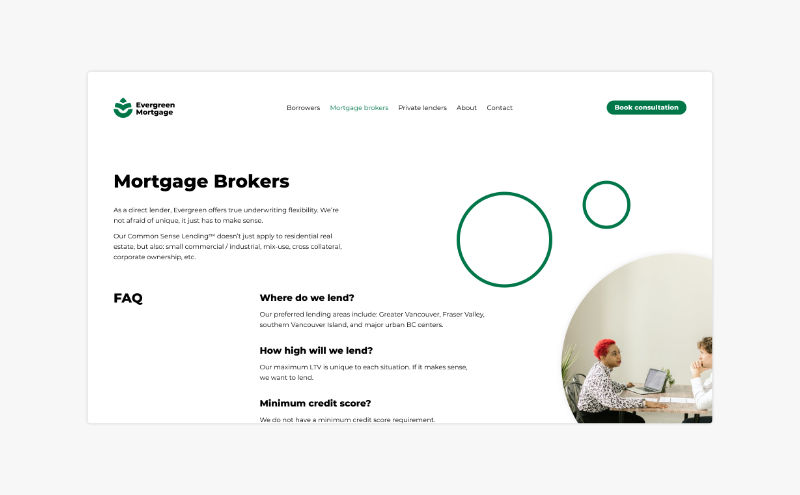 Evergreen
Mortgage
Borrowers Mortgage brokers Private lenders About Contact
Book consultation
Mortgage Brokers
As a direct lender, Evergreen offers true underwriting flexibility. We're
not afraid of unique, it just has to make sense.
Our Common Sense Lending™ doesn't just apply to residential real
estate, but also: small commercial / industrial, mix-use, cross collateral,
corporate ownership, etc.
FAQ
Where do we lend?
Our preferred lending areas include: Greater Vancouver, Fraser Valley,
southern Vancouver Island, and major urban BC centers.
How high will we lend?
Our maximum LTV is unique to each situation. If it makes sense,
we want to lend.
Minimum credit score?
We do not have a minimum credit score requirement.